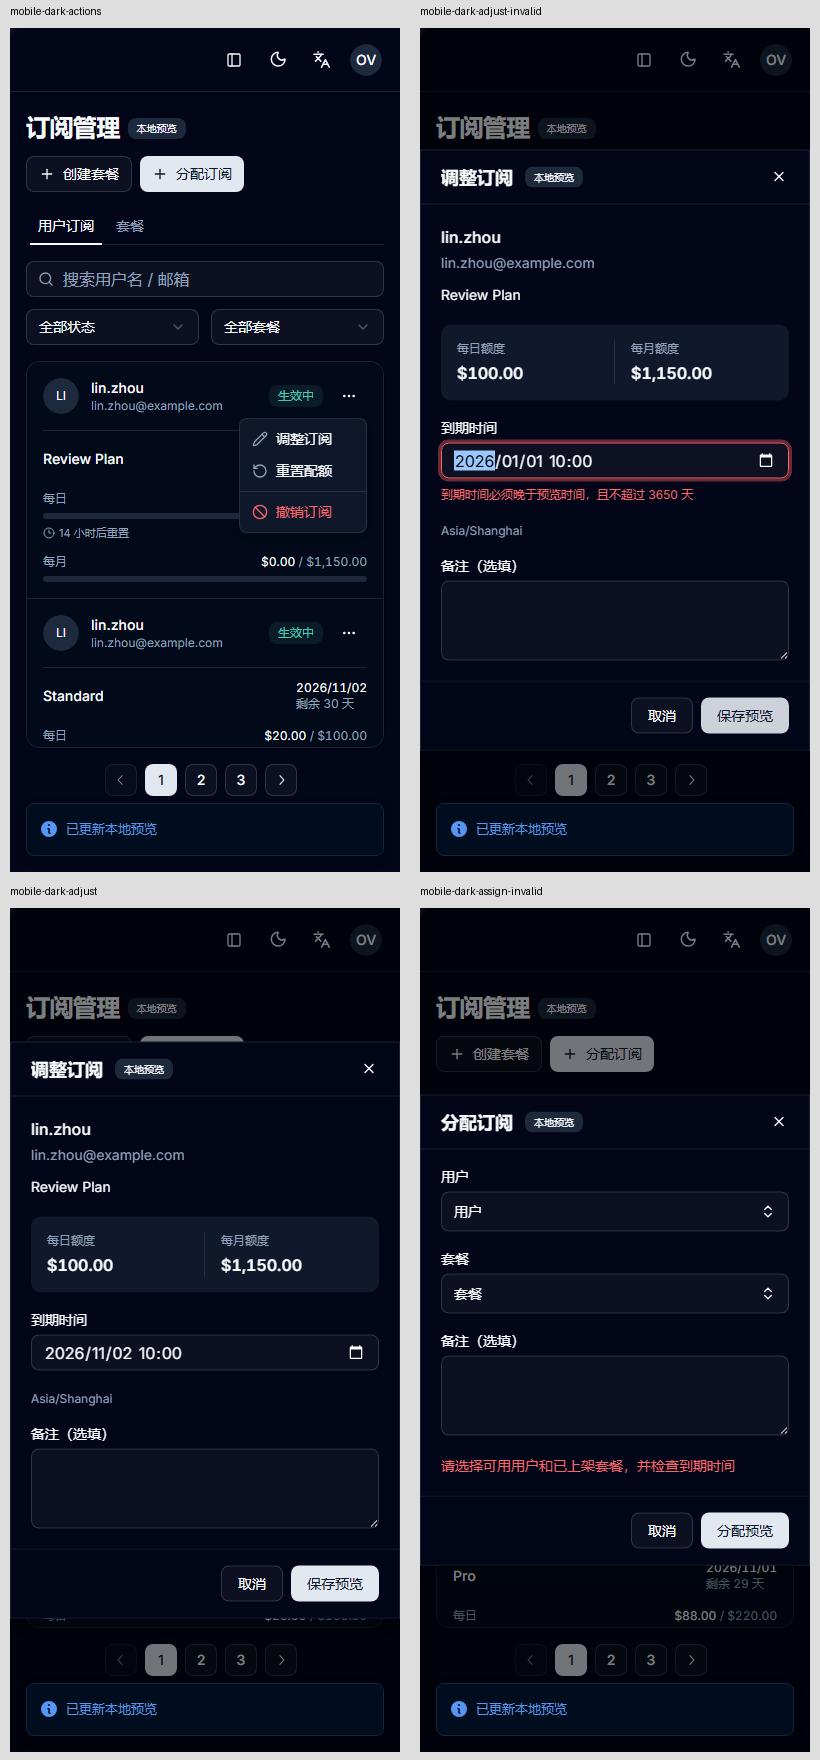 mobile-dark-actions
OV
订阅管理 本地预览
创建套餐 分配订阅
用户订阅 套餐
搜索用户名 / 邮箱
全部状态 全部套餐
LI lin.zhou 生效中
lin.zhou@example.com
调整订阅
Review Plan
重置配额
每日
撤销订阅
14 小时后重置
每月 $0.00 / $1,150.00
LI lin.zhou 生效中
lin.zhou@example.com
Standard 2026/11/02
剩余 30 天
每日 $20.00 / $100.00
1 2 3
已更新本地预览
mobile-dark-adjust-invalid
OV
订阅管理 本地预览
调整订阅 本地预览
lin.zhou
lin.zhou@example.com
Review Plan
每日额度 每月额度
$100.00 $1,150.00
到期时间
2026/01/01 10:00
到期时间必须晚于预览时间，且不超过 3650 天
Asia/Shanghai
备注（选填）
取消 保存预览
1 2 3
已更新本地预览
mobile-dark-adjust
OV
订阅管理 本地预览
调整订阅 本地预览
lin.zhou
lin.zhou@example.com
Review Plan
每日额度 每月额度
$100.00 $1,150.00
到期时间
2026/11/02 10:00
Asia/Shanghai
备注（选填）
取消 保存预览
1 2 3
已更新本地预览
mobile-dark-assign-invalid
OV
订阅管理 本地预览
创建套餐 分配订阅
分配订阅 本地预览
用户
用户
套餐
套餐
备注（选填）
请选择可用用户和已上架套餐，并检查到期时间
取消 分配预览
Pro 2026/11/01
剩余 29 天
每日 $88.00 / $220.00
1 2 3
已更新本地预览